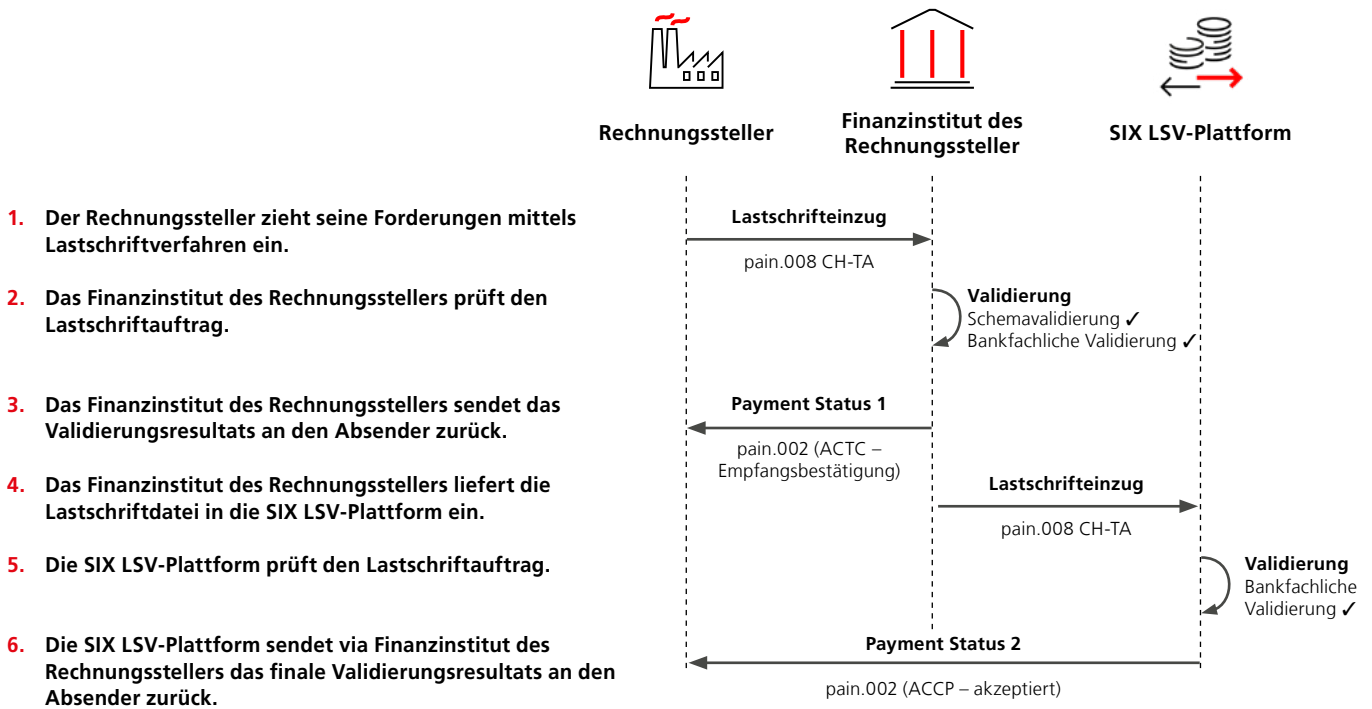 Rechnungssteller
Finanzinstitut des
Rechnungssteller
SIX LSV-Plattform
1. Der Rechnungssteller zieht seine Forderungen mittels
Lastschriftverfahren ein.
Lastschrifteinzug
pain.008 CH-TA
2. Das Finanzinstitut des Rechnungsstellers prüft den
Lastschriftauftrag.
Validierung
Schemavalidierung ✓
Bankfachliche Validierung ✓
3. Das Finanzinstitut des Rechnungsstellers sendet das
Validierungsresultats an den Absender zurück.
Payment Status 1
pain.002 (ACTC –
Empfangsbestätigung)
4. Das Finanzinstitut des Rechnungsstellers liefert die
Lastschriftdatei in die SIX LSV-Plattform ein.
Lastschrifteinzug
pain.008 CH-TA
5. Die SIX LSV-Plattform prüft den Lastschriftauftrag.
Validierung
Bankfachliche
Validierung ✓
6. Die SIX LSV-Plattform sendet via Finanzinstitut des
Rechnungsstellers das finale Validierungsresultats an den
Absender zurück.
Payment Status 2
pain.002 (ACCP – akzeptiert)